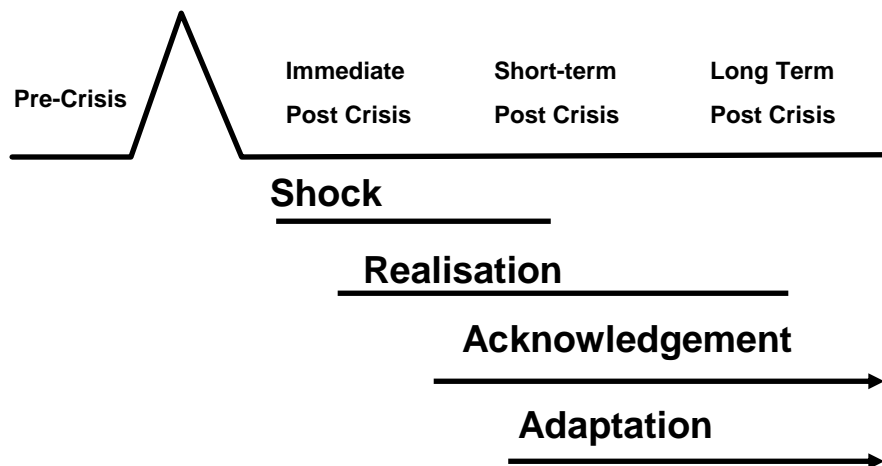 Pre-Crisis
Immediate
Post Crisis
Short-term
Post Crisis
Long Term
Post Crisis
Shock
Realisation
Acknowledgement
Adaptation